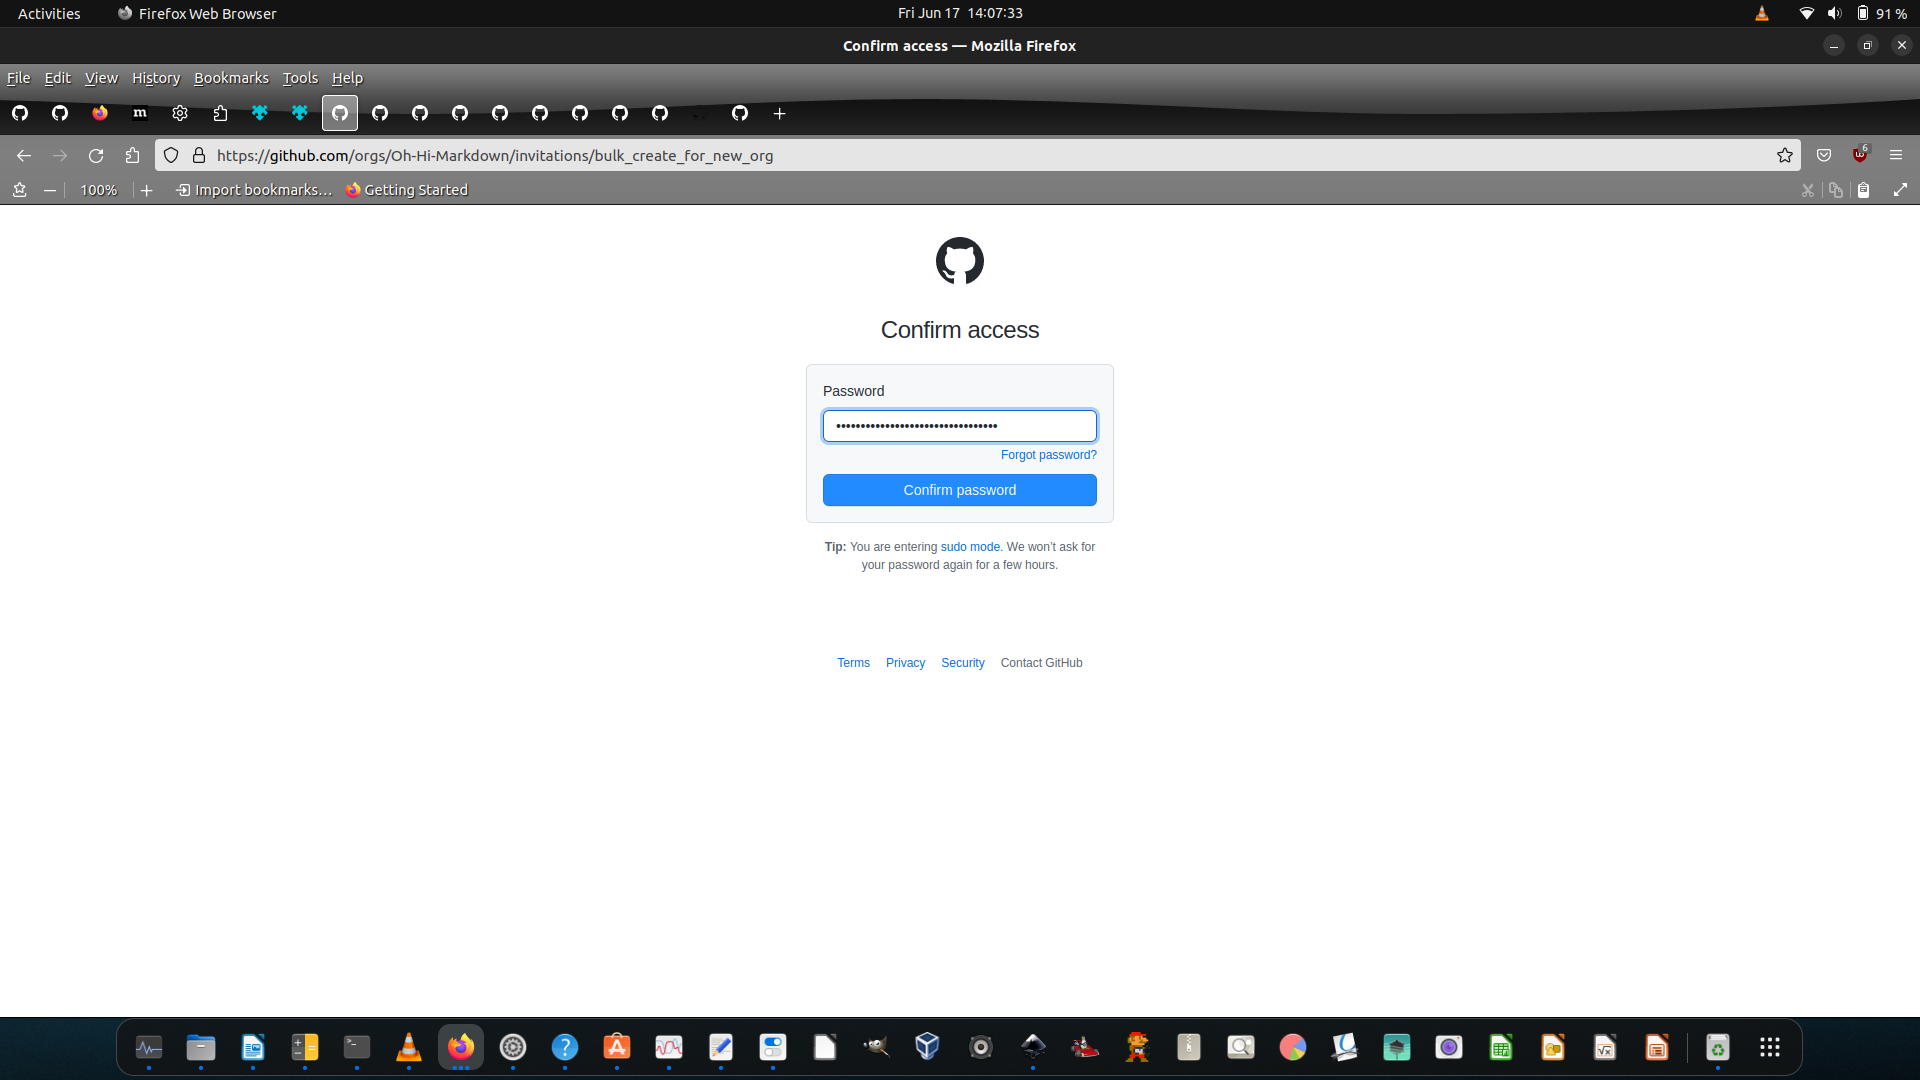 Activities
Firefox Web Browser
Fri Jun 17 14:07:33
91 %
Confirm access — Mozilla Firefox
File Edit View History Bookmarks Tools Help
m
https://github.com/orgs/Oh-Hi-Markdown/invitations/bulk_create_for_new_org
6
100%
Import bookmarks…
Getting Started
Confirm access
Password
••••••••••••••••••••••••••••••••••
Forgot password?
Confirm password
Tip: You are entering sudo mode. We won't ask for
your password again for a few hours.
Terms Privacy Security Contact GitHub